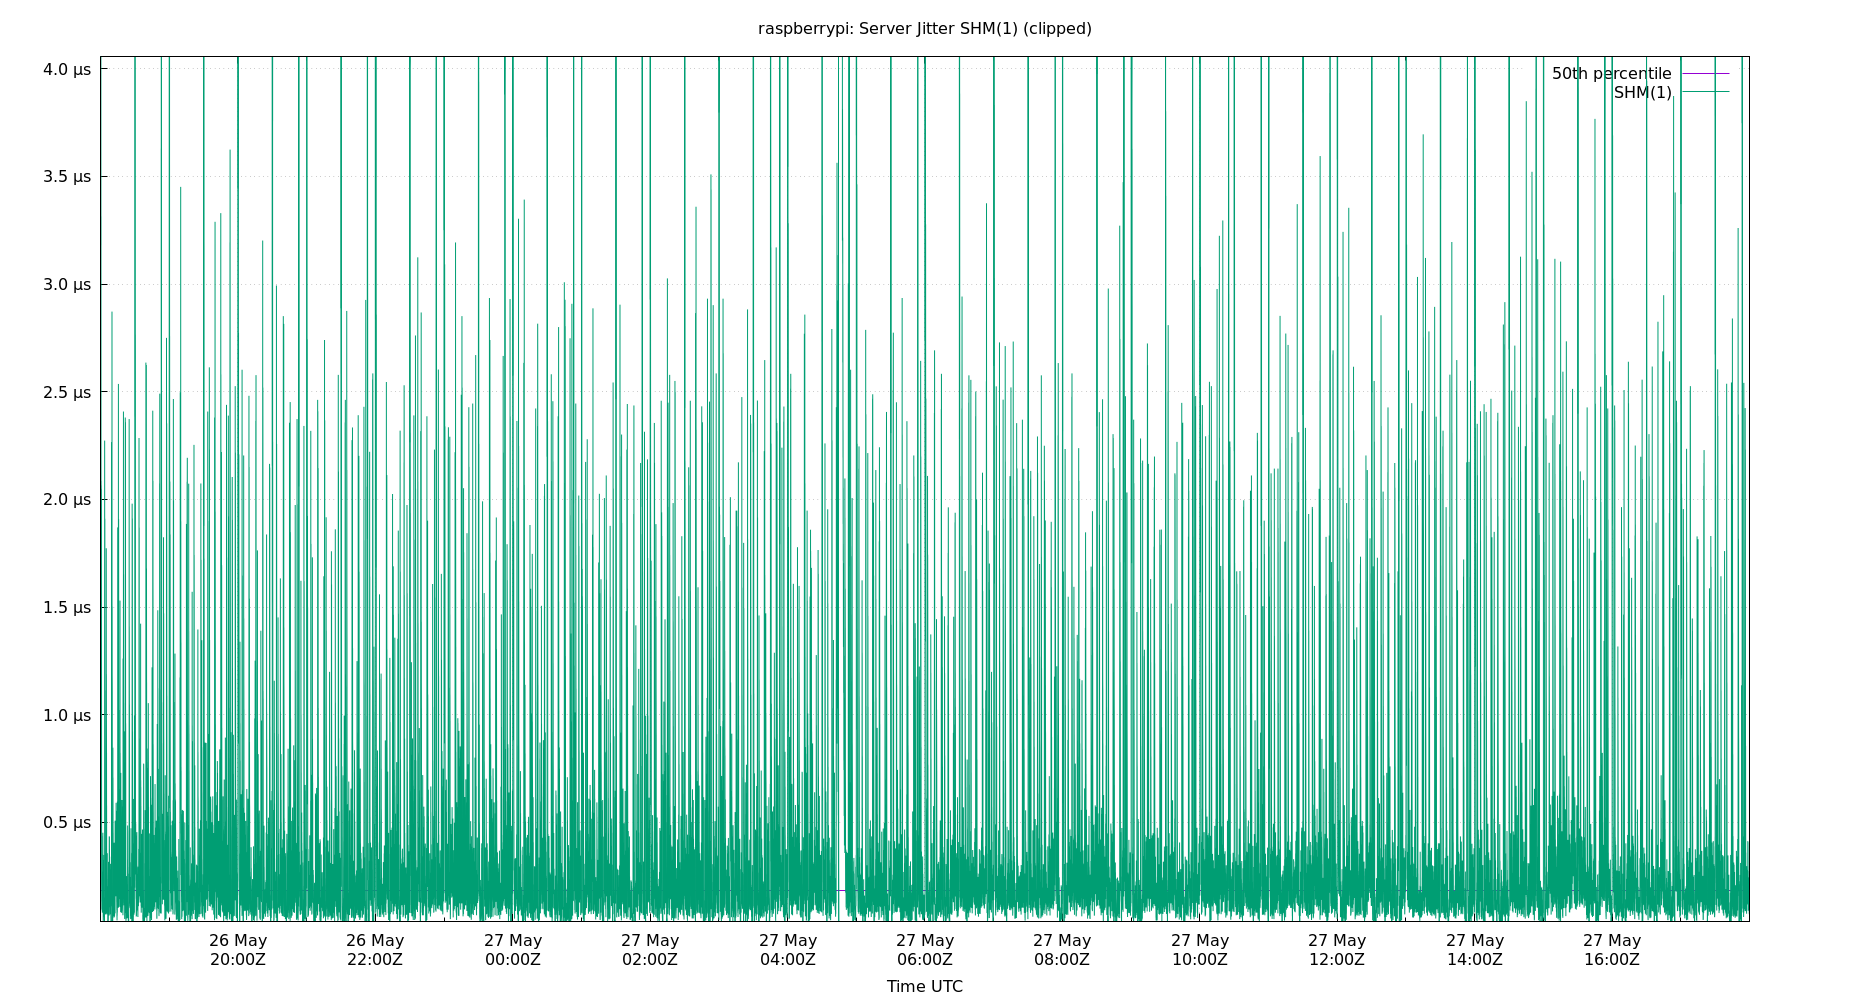 raspberrypi: Server Jitter SHM(1) (clipped)
4.0 μs
3.5 μs
3.0 μs
2.5 μs
2.0 μs
1.5 μs
1.0 μs
0.5 μs
50th percentile
SHM(1)
26 May 26 May 27 May 27 May 27 May 27 May 27 May 27 May 27 May 27 May 27 May
20:00Z 22:00Z 00:00Z 02:00Z 04:00Z 06:00Z 08:00Z 10:00Z 12:00Z 14:00Z 16:00Z
Time UTC